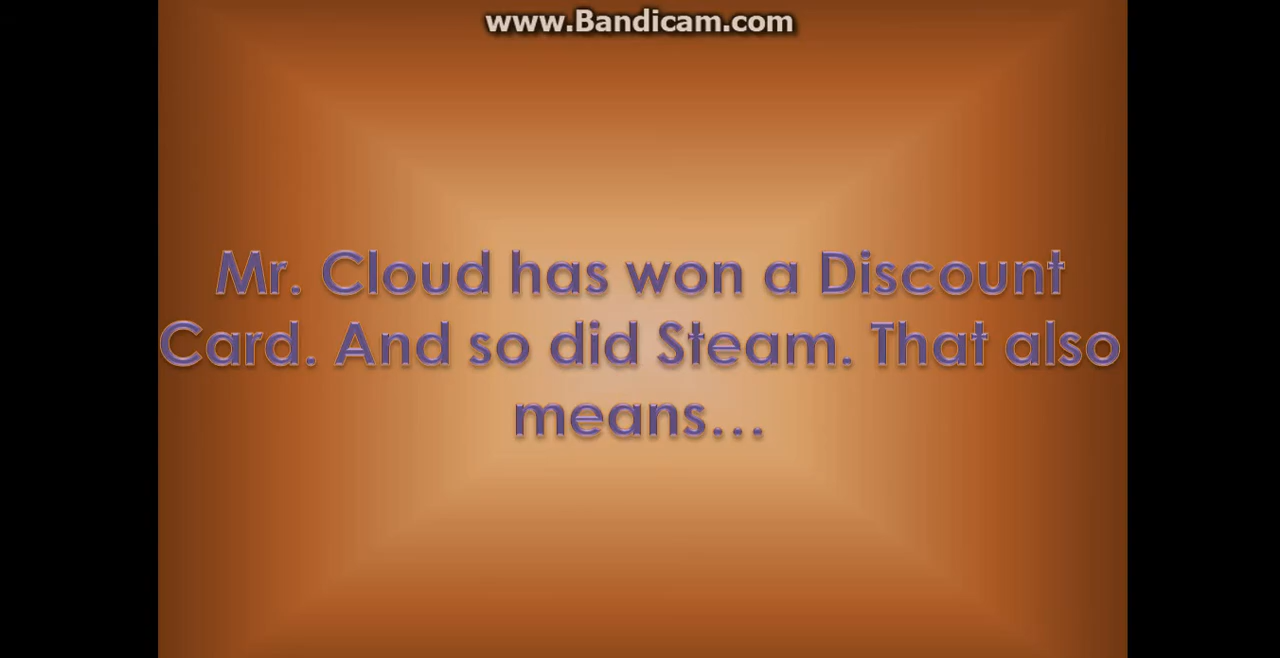 www.Bandicam.com
Mr. Cloud has won a Discount
Card. And so did Steam. That also
means...